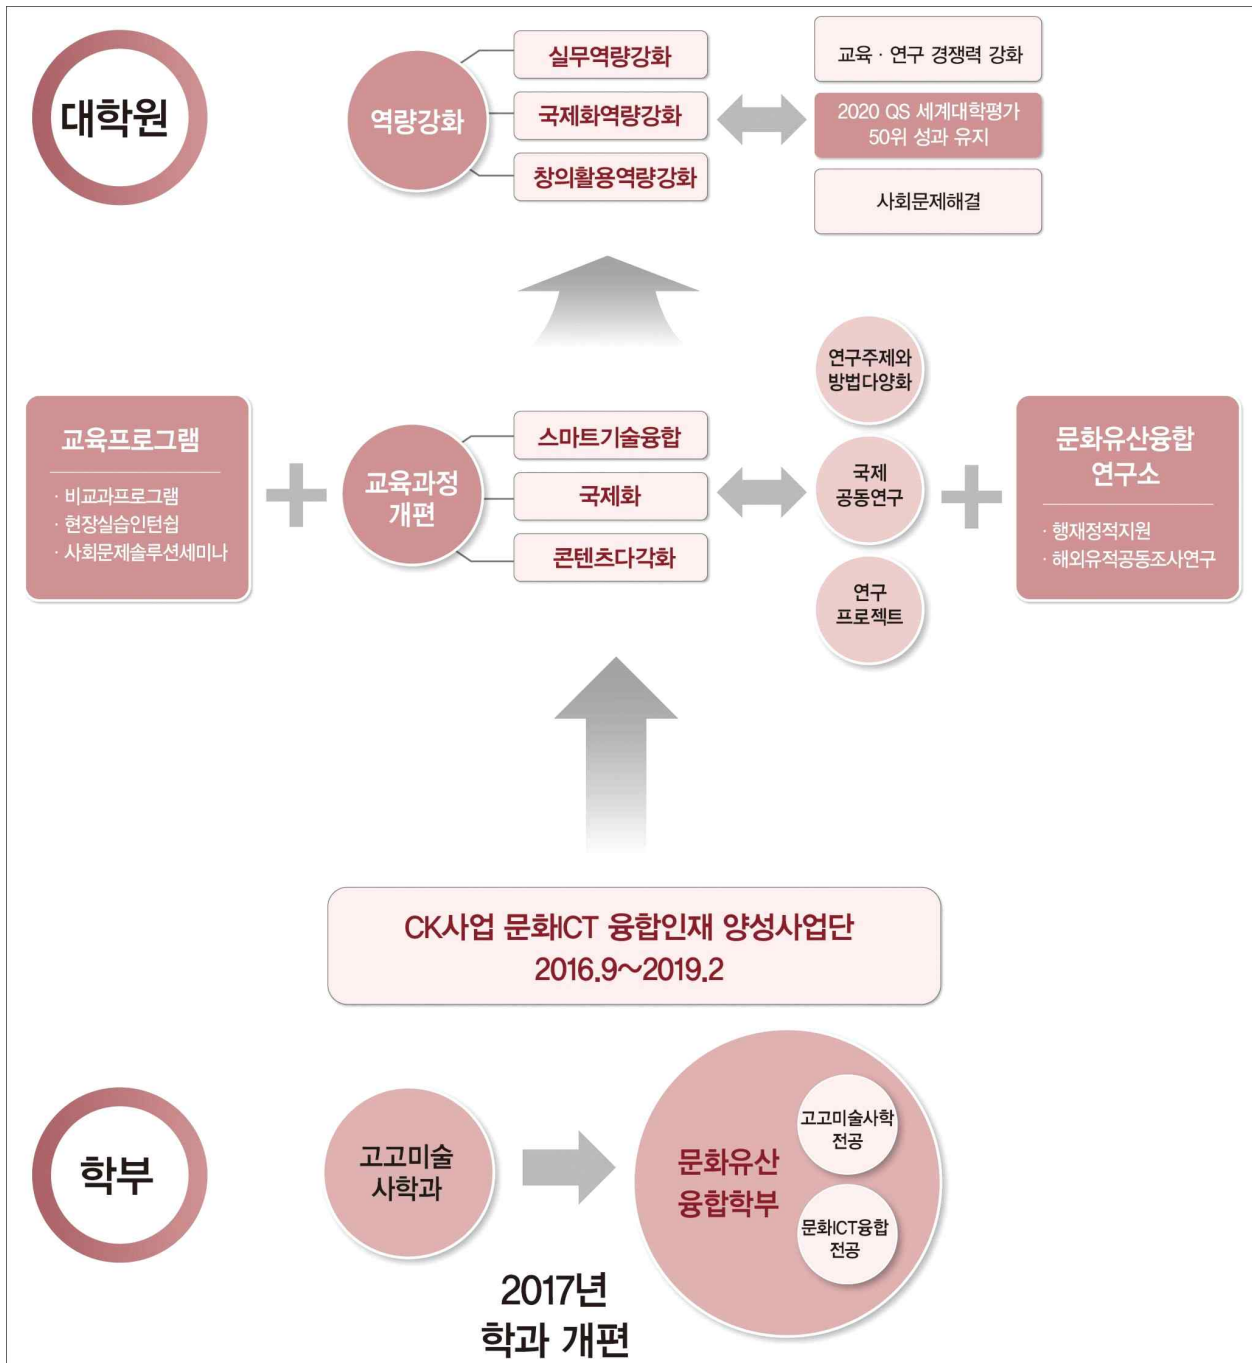 대학원
역량강화
실무역량강화
국제화역량강화
창의활용역량강화
교육 · 연구 경쟁력 강화
2020 QS 세계대학평가
50위 성과 유지
사회문제해결
교육프로그램
· 비교과프로그램
· 현장실습인턴쉽
· 사회문제솔루션세미나
교육과정
개편
스마트기술융합
국제화
콘텐츠다각화
연구주제와
방법다양화
국제
공동연구
연구
프로젝트
문화유산융합
연구소
· 행재정적지원
· 해외유적공동조사연구
CK사업 문화ICT 융합인재 양성사업단
2016.9~2019.2
학부
고고미술
사학과
2017년
학과 개편
문화유산
융합학부
고고미술사학
전공
문화ICT융합
전공